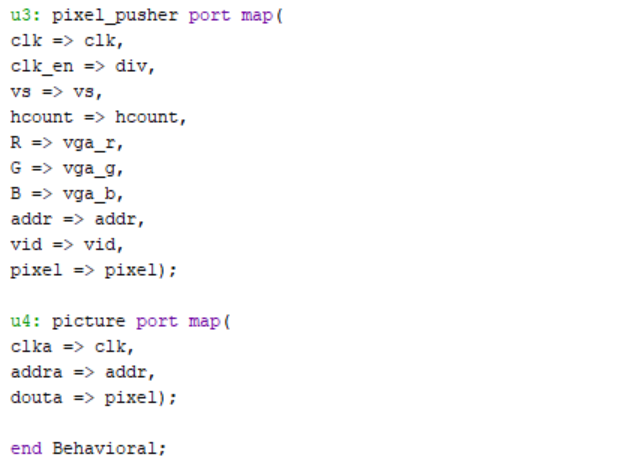 u3: pixel_pusher port map(
clk => clk,
clk_en => div,
vs => vs,
hcount => hcount,
R => vga_r,
G => vga_g,
B => vga_b,
addr => addr,
vid => vid,
pixel => pixel);
u4: picture port map(
clka => clk,
addra => addr,
douta => pixel);
end Behavioral;